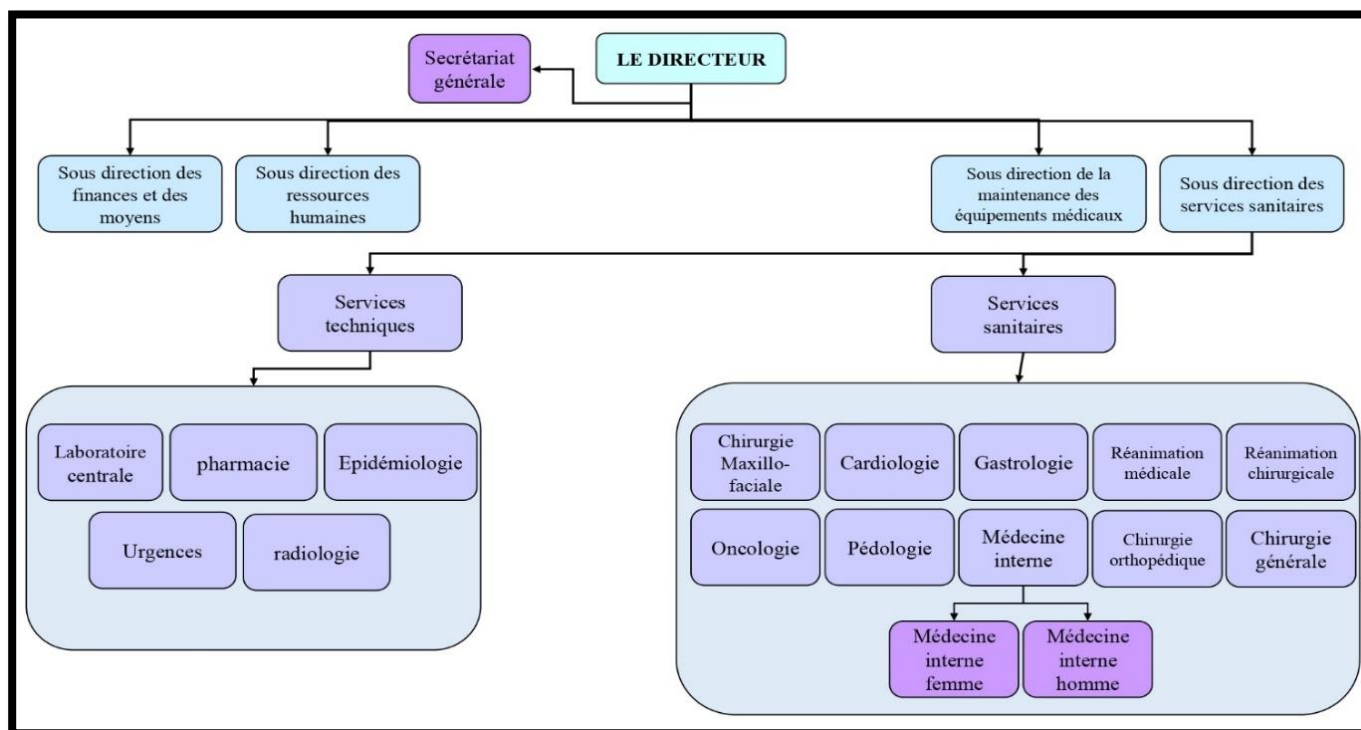 Secrétariat
générale
LE DIRECTEUR
Sous direction des
finances et des
moyens
Sous direction des
ressources
humaines
Sous direction de la
maintenance des
équipements médicaux
Sous direction des
services sanitaires
Services
techniques
Services
sanitaires
Laboratoire
centrale
pharmacie
Epidémiologie
Urgences
radiologie
Chirurgie
Maxillo-
faciale
Cardiologie
Gastrologie
Réanimation
médicale
Réanimation
chirurgicale
Oncologie
Pédologie
Médecine
interne
Chirurgie
orthopédique
Chirurgie
générale
Médecine
interne
femme
Médecine
interne
homme